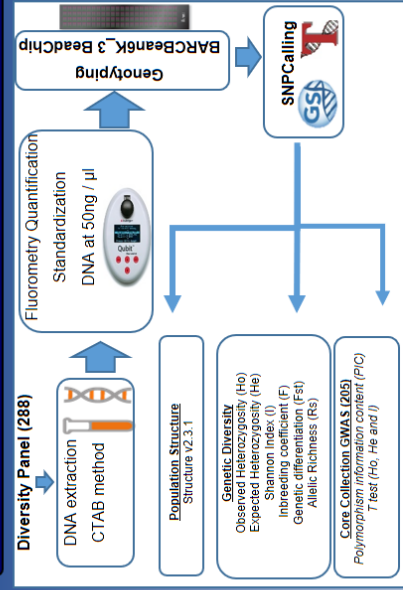 Diversity Panel (288)
DNA extraction
CTAB method
Fluorometry Quantification
Standardization
DNA at 50ng / µl
Qubit
Genotyping
BARCBean6K_3 BeadChip
SNPCalling
T
GS
Population Structure
Structure v2.3.1
Genetic Diversity
Observed Heterozygosity (Ho)
Expected Heterozygosity (He)
Shannon Index (I)
Inbreeding coefficient (F)
Genetic differentiation (Fst)
Allelic Richness (Rs)
Core Collection GWAS (205)
Polymorphism information content (PIC)
T test (Ho, He and I)